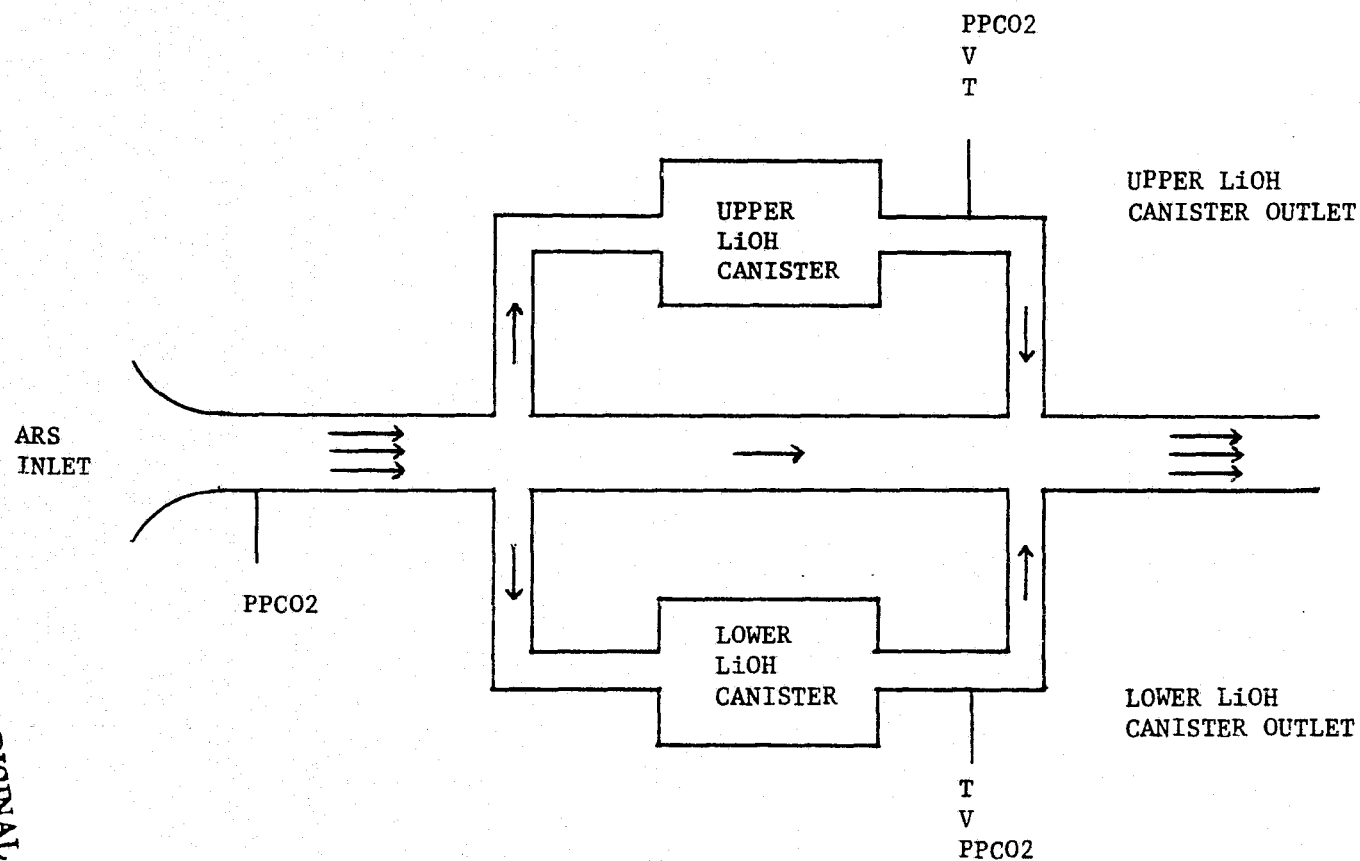 PPCO2
V
T
UPPER LiOH
CANISTER OUTLET
UPPER
LiOH
CANISTER
ARS
INLET
PPCO2
LOWER
LiOH
CANISTER
LOWER LiOH
CANISTER OUTLET
T
V
PPCO2